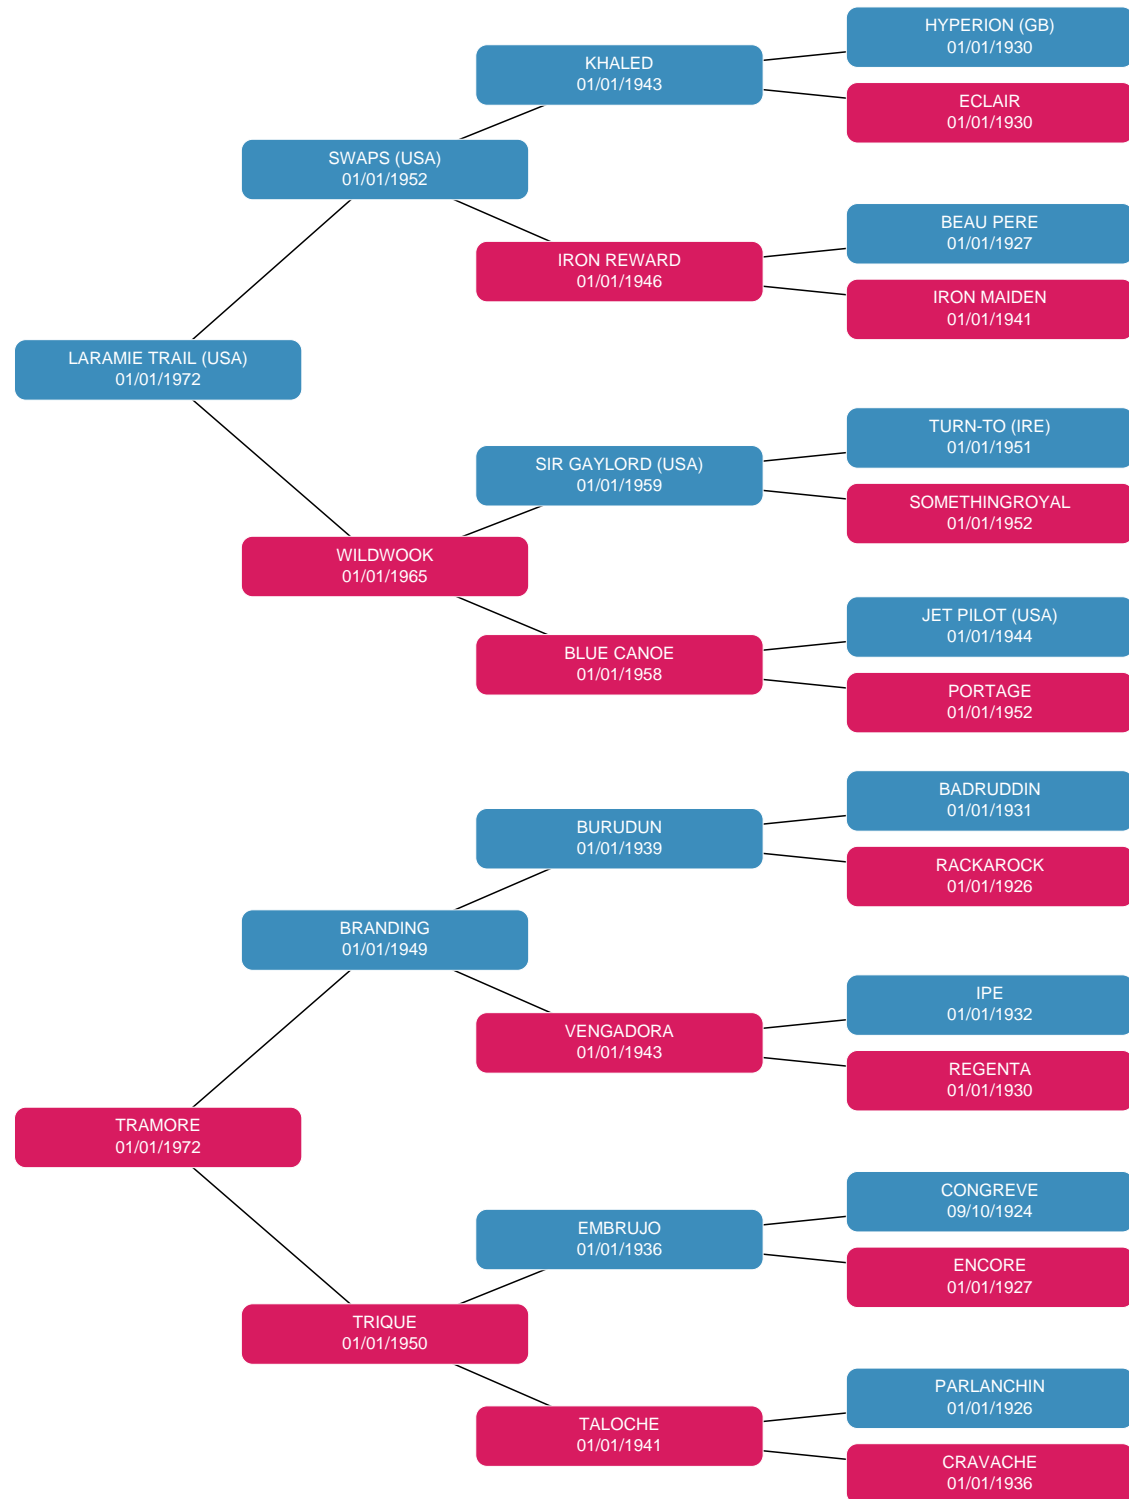 HYPERION (GB)
01/01/1930
KHALED
01/01/1943
ECLAIR
01/01/1930
SWAPS (USA)
01/01/1952
BEAU PERE
01/01/1927
IRON REWARD
01/01/1946
IRON MAIDEN
01/01/1941
LARAMIE TRAIL (USA)
01/01/1972
TURN-TO (IRE)
01/01/1951
SIR GAYLORD (USA)
01/01/1959
SOMETHINGROYAL
01/01/1952
WILDWOOK
01/01/1965
JET PILOT (USA)
01/01/1944
BLUE CANOE
01/01/1958
PORTAGE
01/01/1952
BADRUDDIN
01/01/1931
BURUDUN
01/01/1939
RACKAROCK
01/01/1926
BRANDING
01/01/1949
IPE
01/01/1932
VENGADORA
01/01/1943
REGENTA
01/01/1930
TRAMORE
01/01/1972
CONGREVE
09/10/1924
EMBRUJO
01/01/1936
ENCORE
01/01/1927
TRIQUE
01/01/1950
PARLANCHIN
01/01/1926
TALOCHE
01/01/1941
CRAVACHE
01/01/1936